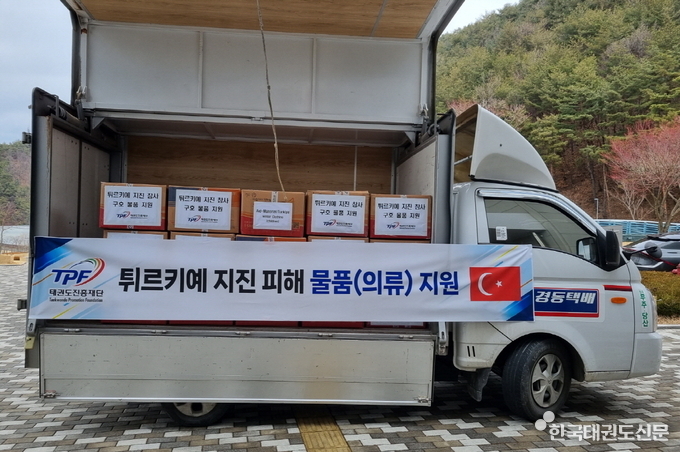 튀르키예 지진 참사
구호 물품 지원
TPF
튀르키예 지진 참사
구호 물품 지원
튀르키예 지진 참사
구호 물품 지원
TPF
튀르키예 지진 참사
구호 물품 지원
TPF
TPF
태권도진흥재단
Taekwondo Promotion Foundation
튀르키예 지진 피해 물품(의류) 지원
경동택배
한국태권도신문